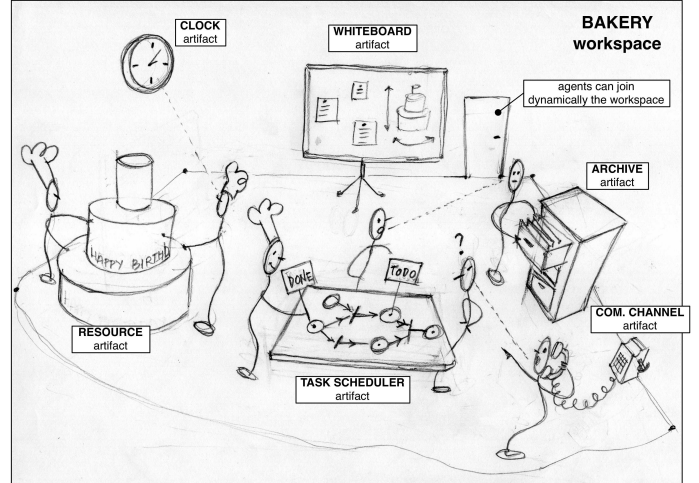 BAKERY
workspace
CLOCK
artifact
WHITEBOARD
artifact
agents can join
dynamically the workspace
ARCHIVE
artifact
HAPPY BIRTH
?
DONE
TODO
RESOURCE
artifact
COM. CHANNEL
artifact
TASK SCHEDULER
artifact